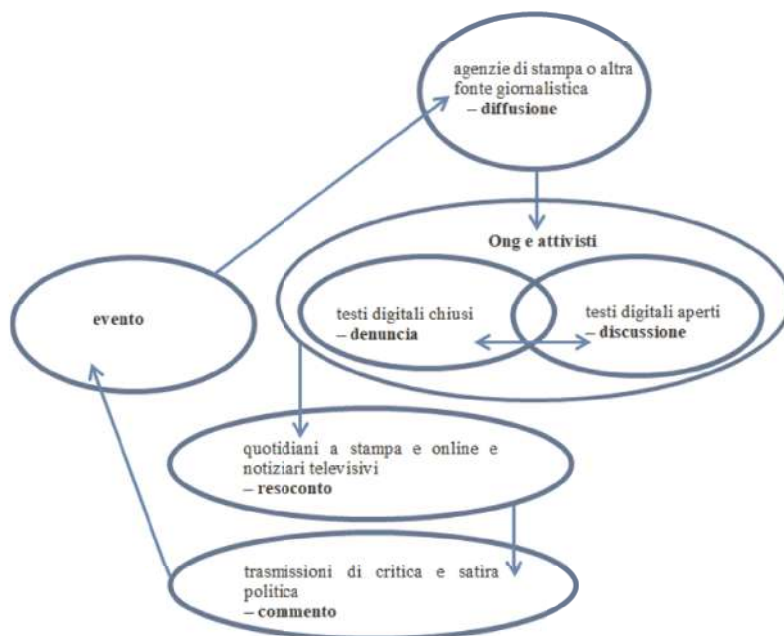 agenzie di stampa o altra
fonte giornalistica
– diffusione
Ong e attivisti
evento
testi digitali chiusi
– denuncia
testi digitali aperti
– discussione
quotidiani a stampa e online e
notiziari televisivi
– resoconto
trasmissioni di critica e satira
politica
– commento